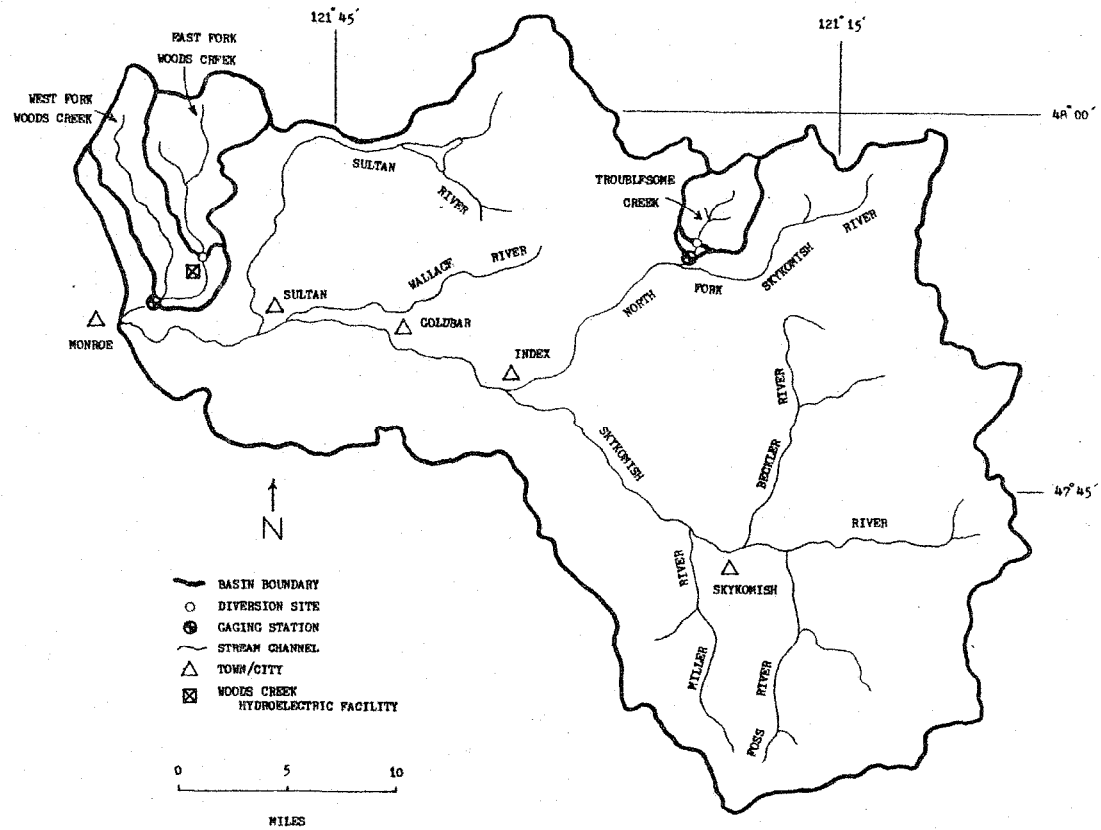 121° 45′
121° 15′
EAST FORK
WOODS CREEK
WEST FORK
WOODS CREEK
48° 00′
SULTAN
RIVER
TROUBLESOME
CREEK
SKYKOMISH
RIVER
WALLACE
RIVER
NORTH
FORK
SULTAN
GOLDBAR
MONROE
INDEX
RIVER
BECKLER
SKYKOMISH
47° 45′
RIVER
N
RIVER
SKYKOMISH
MILLER
RIVER
FOSS
BASIN BOUNDARY
DIVERSION SITE
GAGING STATION
STREAM CHANNEL
TOWN/CITY
WOODS CREEK
HYDROELECTRIC FACILITY
0 5 10
MILES